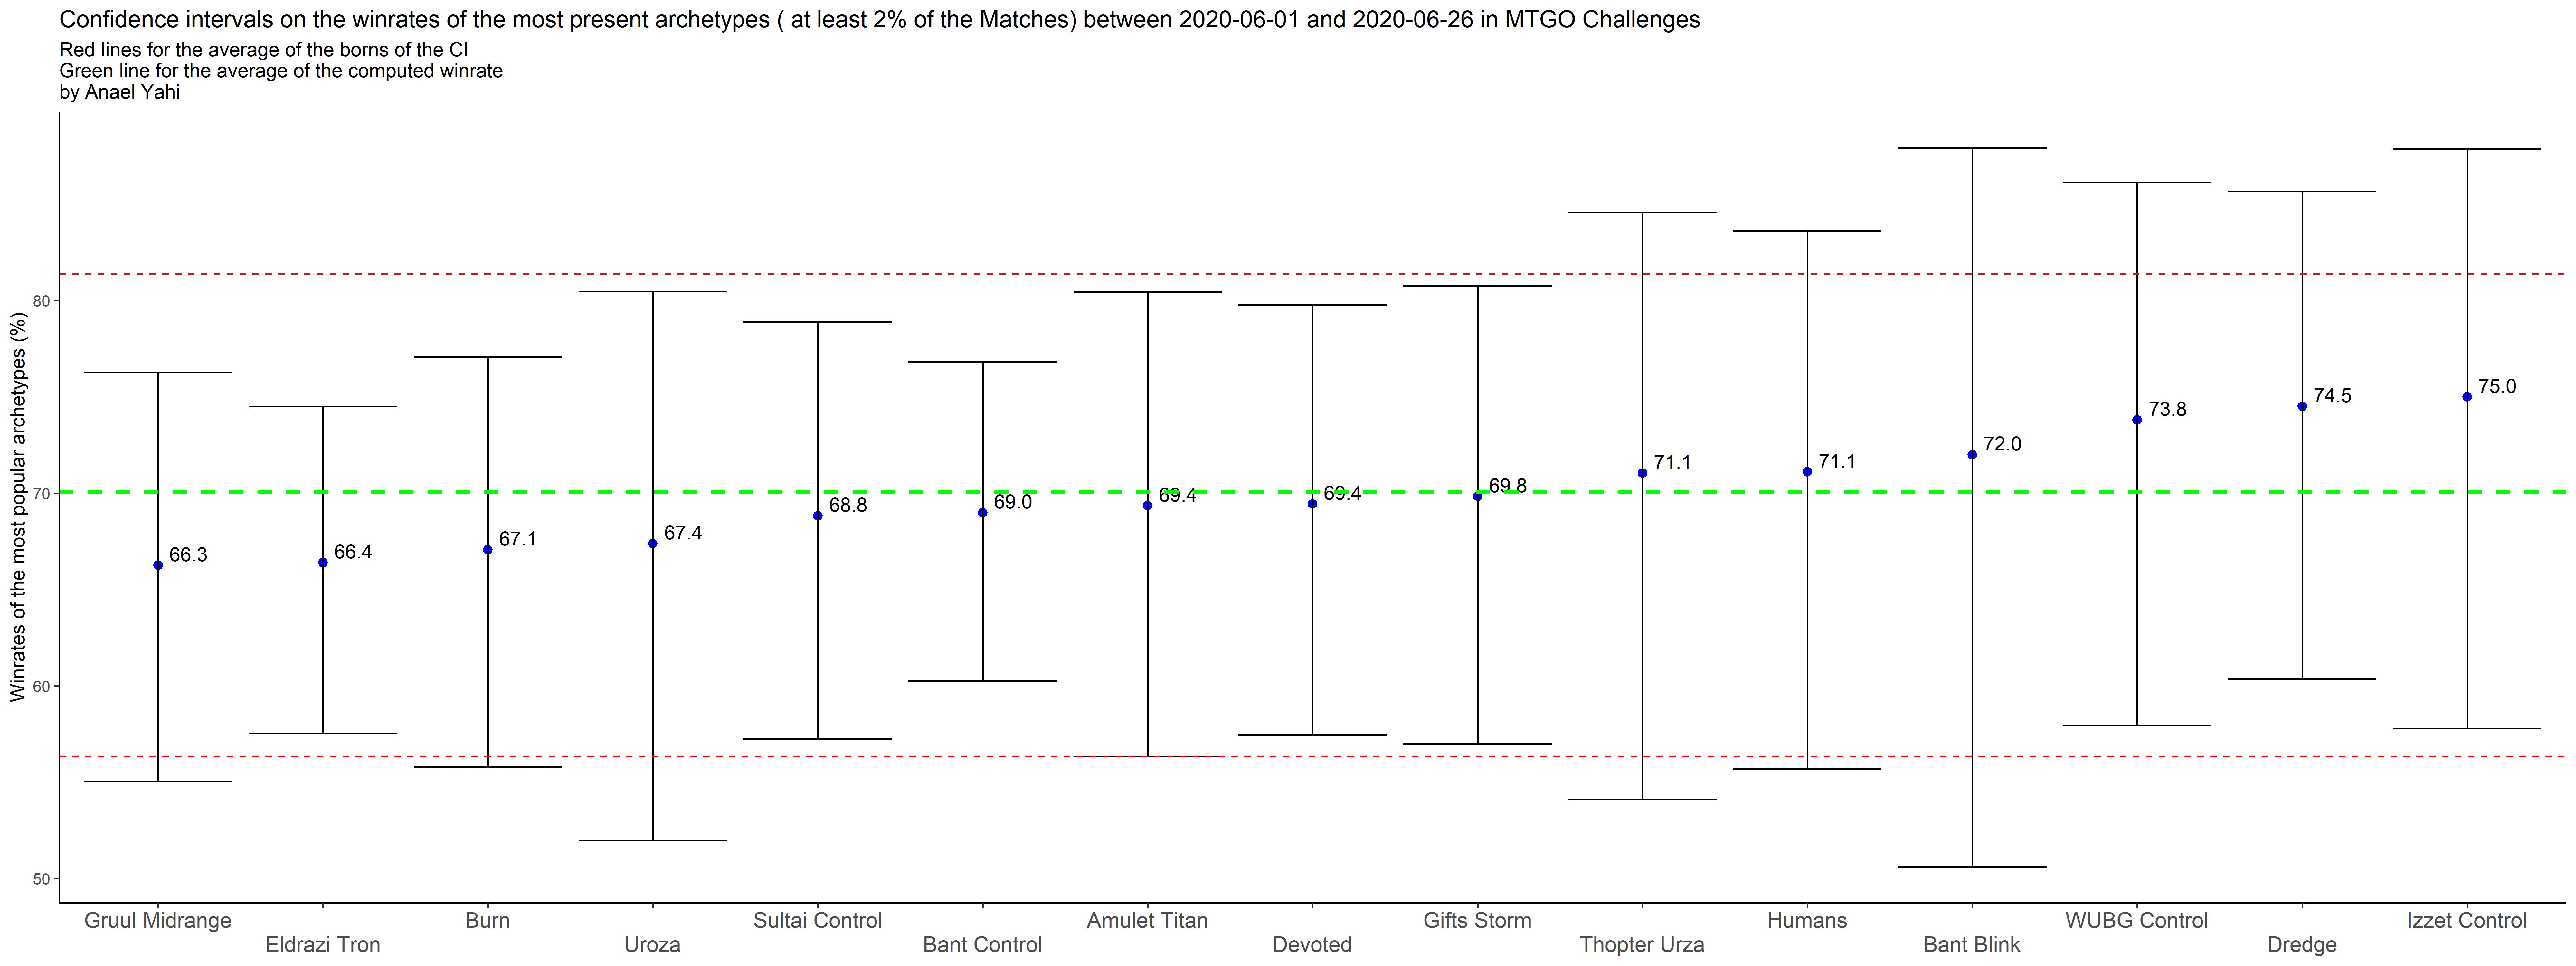 Confidence intervals on the winrates of the most present archetypes ( at least 2% of the Matches) between 2020-06-01 and 2020-06-26 in MTGO Challenges
Red lines for the average of the borns of the CI
Green line for the average of the computed winrate
by Anael Yahi
Winrates of the most popular archetypes (%)
80
70
60
50
66.3
66.4
67.1
67.4
68.8
69.0
69.4
69.4
69.8
71.1
71.1
72.0
73.8
74.5
75.0
Gruul Midrange
Eldrazi Tron
Burn
Uroza
Sultai Control
Bant Control
Amulet Titan
Devoted
Gifts Storm
Thopter Urza
Humans
Bant Blink
WUBG Control
Dredge
Izzet Control